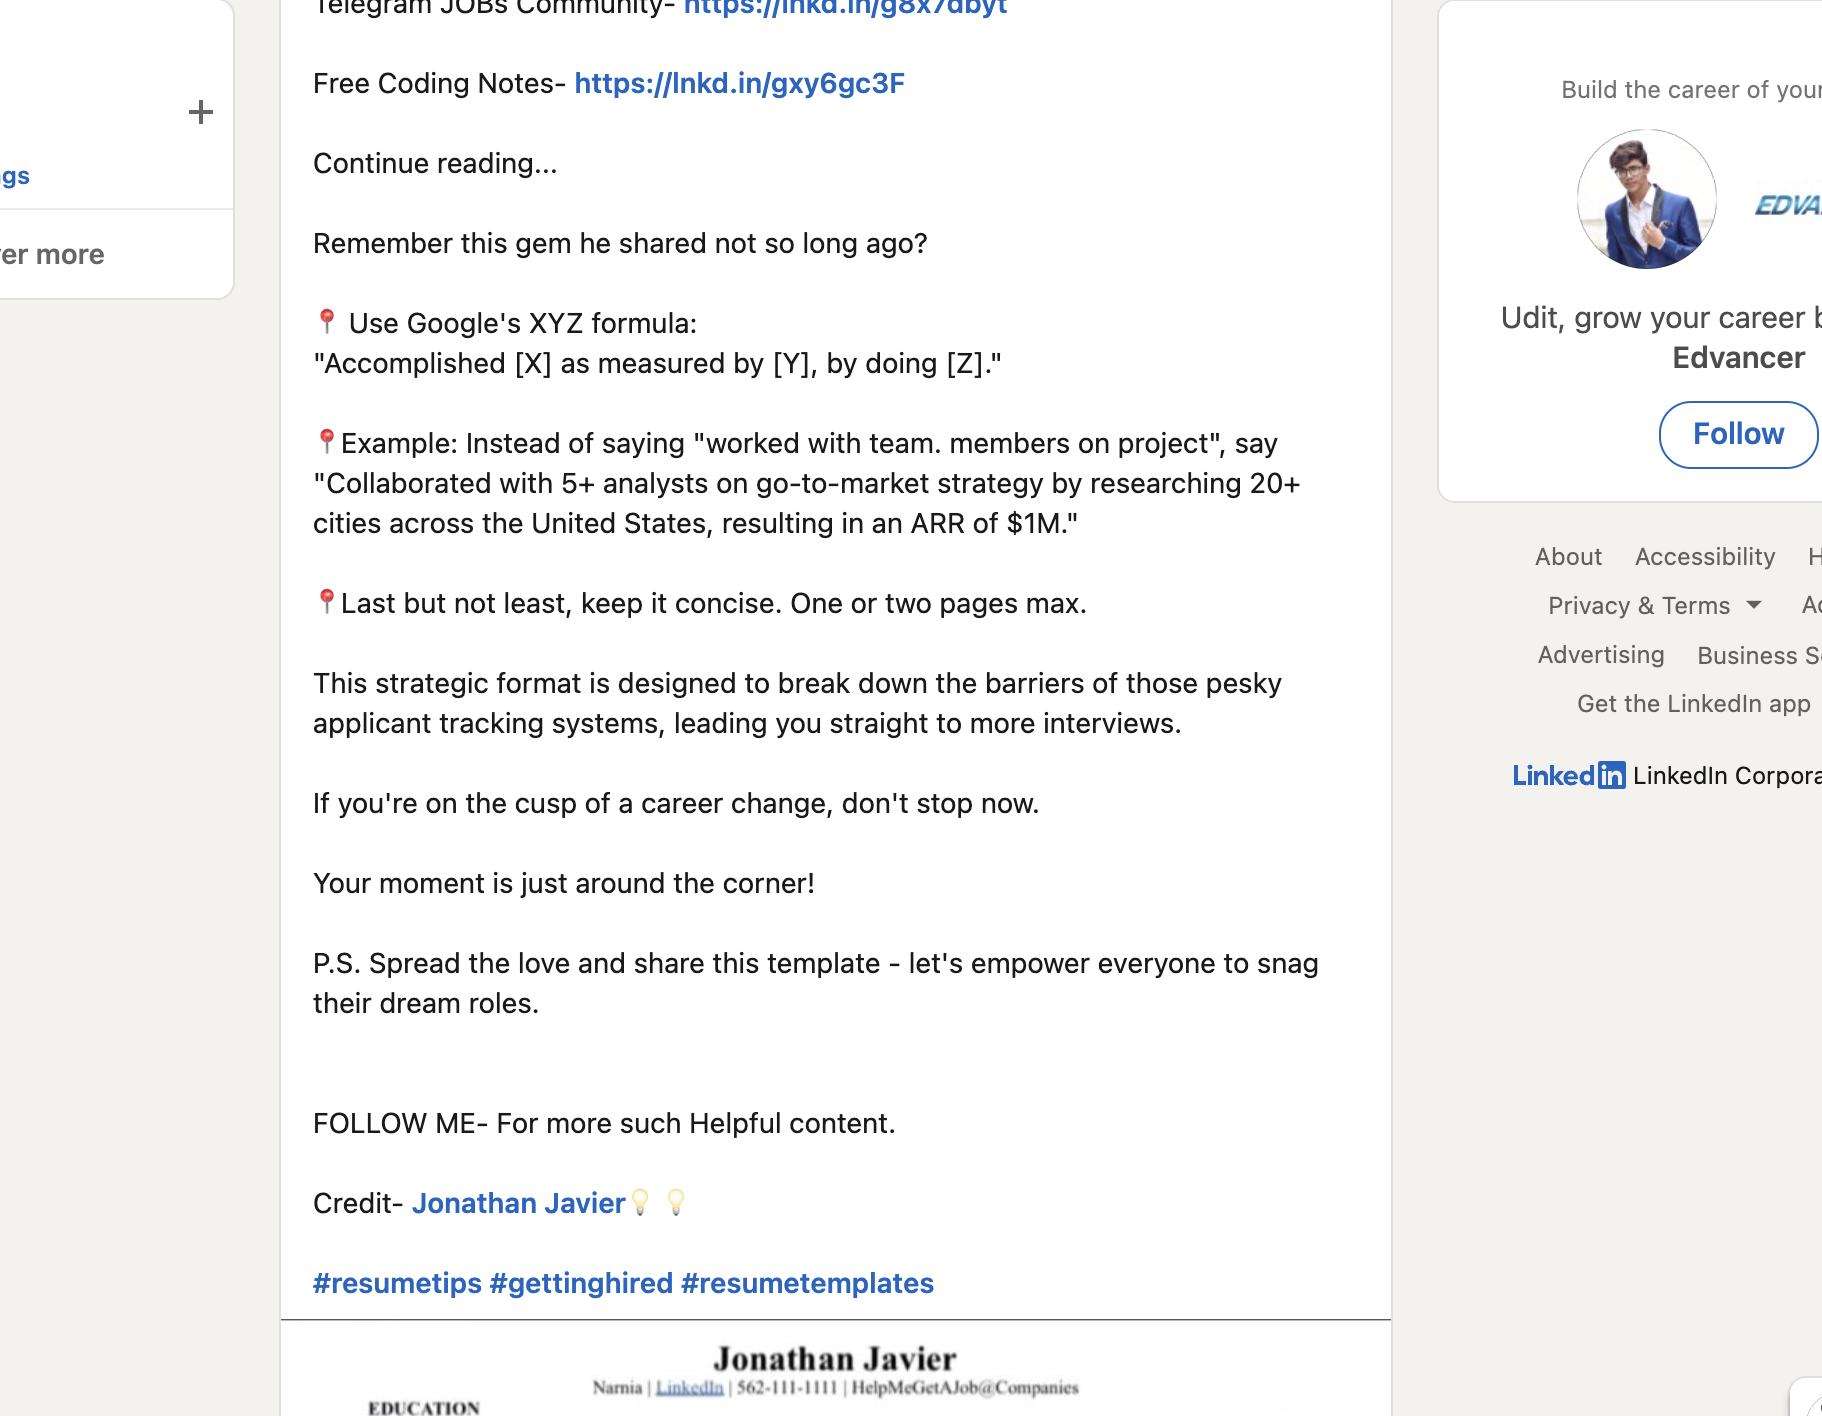 Telegram JOBs Community- https://lnkd.in/g8x7dbyt
Free Coding Notes- https://lnkd.in/gxy6gc3F
Continue reading...
Remember this gem he shared not so long ago?
📍 Use Google's XYZ formula:
"Accomplished [X] as measured by [Y], by doing [Z]."
📍Example: Instead of saying "worked with team. members on project", say
"Collaborated with 5+ analysts on go-to-market strategy by researching 20+
cities across the United States, resulting in an ARR of $1M."
📍Last but not least, keep it concise. One or two pages max.
This strategic format is designed to break down the barriers of those pesky
applicant tracking systems, leading you straight to more interviews.
If you're on the cusp of a career change, don't stop now.
Your moment is just around the corner!
P.S. Spread the love and share this template - let's empower everyone to snag
their dream roles.
FOLLOW ME- For more such Helpful content.
Credit- Jonathan Javier💡 💡
#resumetips #gettinghired #resumetemplates
Jonathan Javier
Narnia | LinkedIn | 562-111-1111 | HelpMeGetAJob@Companies
EDUCATION
gs
er more
Build the career of your
EDVA
Udit, grow your career b
Edvancer
Follow
About Accessibility H
Privacy & Terms Ad
Advertising Business Se
Get the LinkedIn app
LinkedIn LinkedIn Corpora